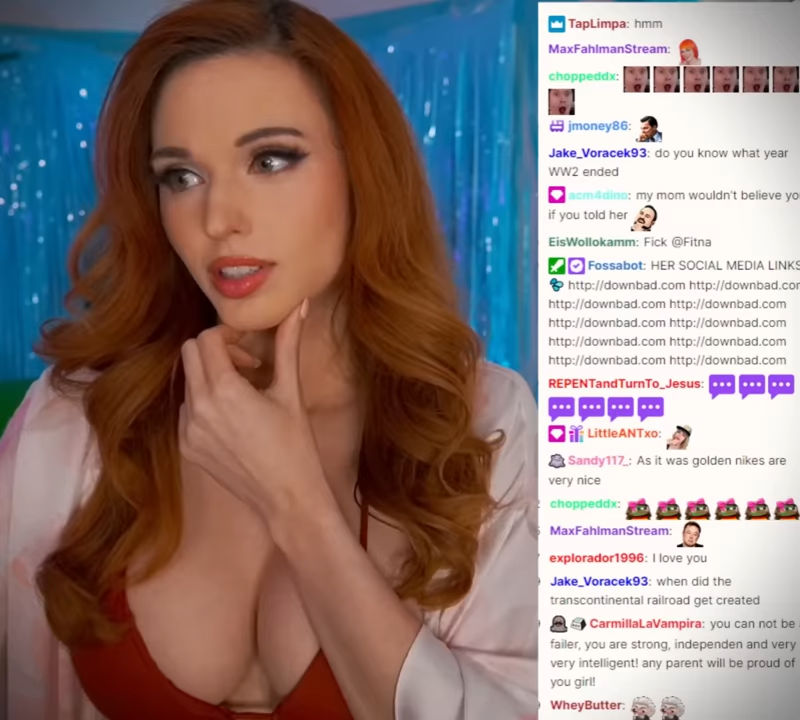 TapLimpa: hmm
MaxFahlmanStream:
choppeddx:
jmoney86:
Jake_Voracek93: do you know what year
WW2 ended
acm4dino: my mom wouldn't believe yo
if you told her
EisWollokamm: Fick @Fitna
Fossabot: HER SOCIAL MEDIA LINKS
http://downbad.com http://downbad.com
http://downbad.com http://downbad.com
http://downbad.com http://downbad.com
http://downbad.com http://downbad.com
http://downbad.com http://downbad.com
REPENTandTurnTo_Jesus:
LittleANTxo:
Sandy117_: As it was golden nikes are
very nice
choppeddx:
MaxFahlmanStream:
explorador1996: I love you
Jake_Voracek93: when did the
transcontinental railroad get created
CarmillaLaVampira: you can not be a
failer, you are strong, independen and very
very intelligent! any parent will be proud of
you girl!
WheyButter: